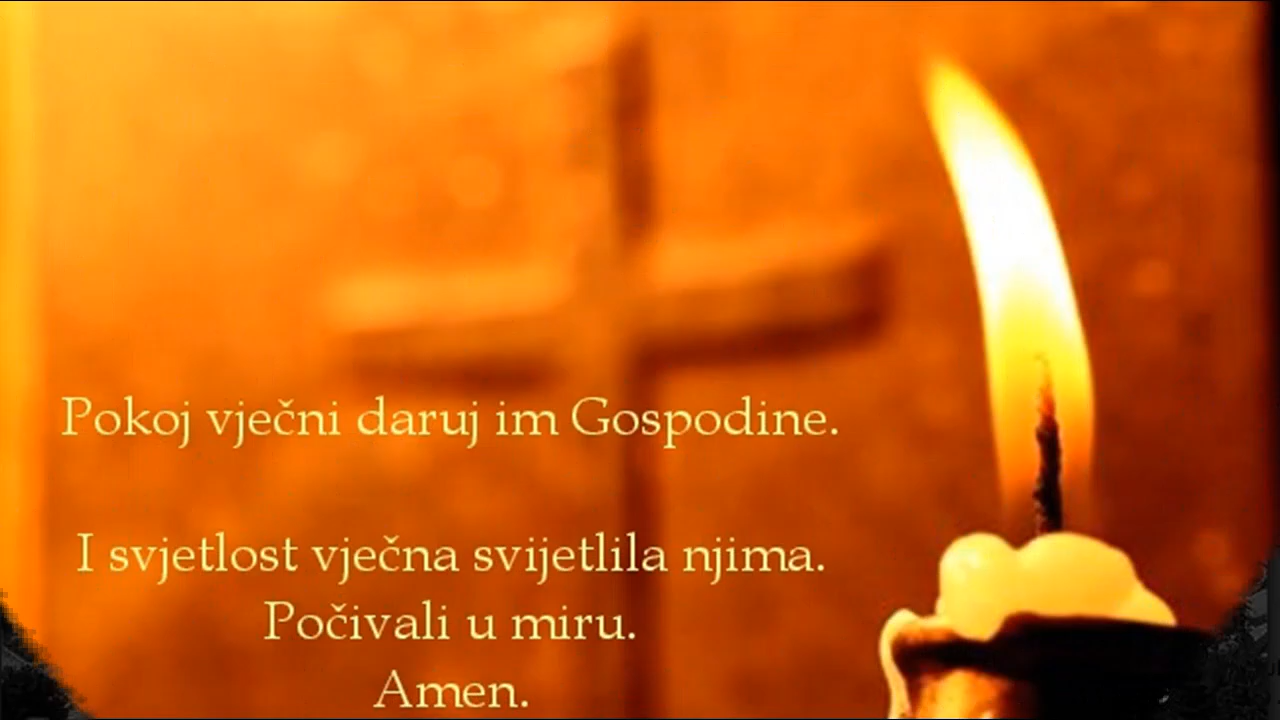 Pokoj vječni daruj im Gospodine.
I svjetlost vječna svijetlila njima.
Počivali u miru.
Amen.